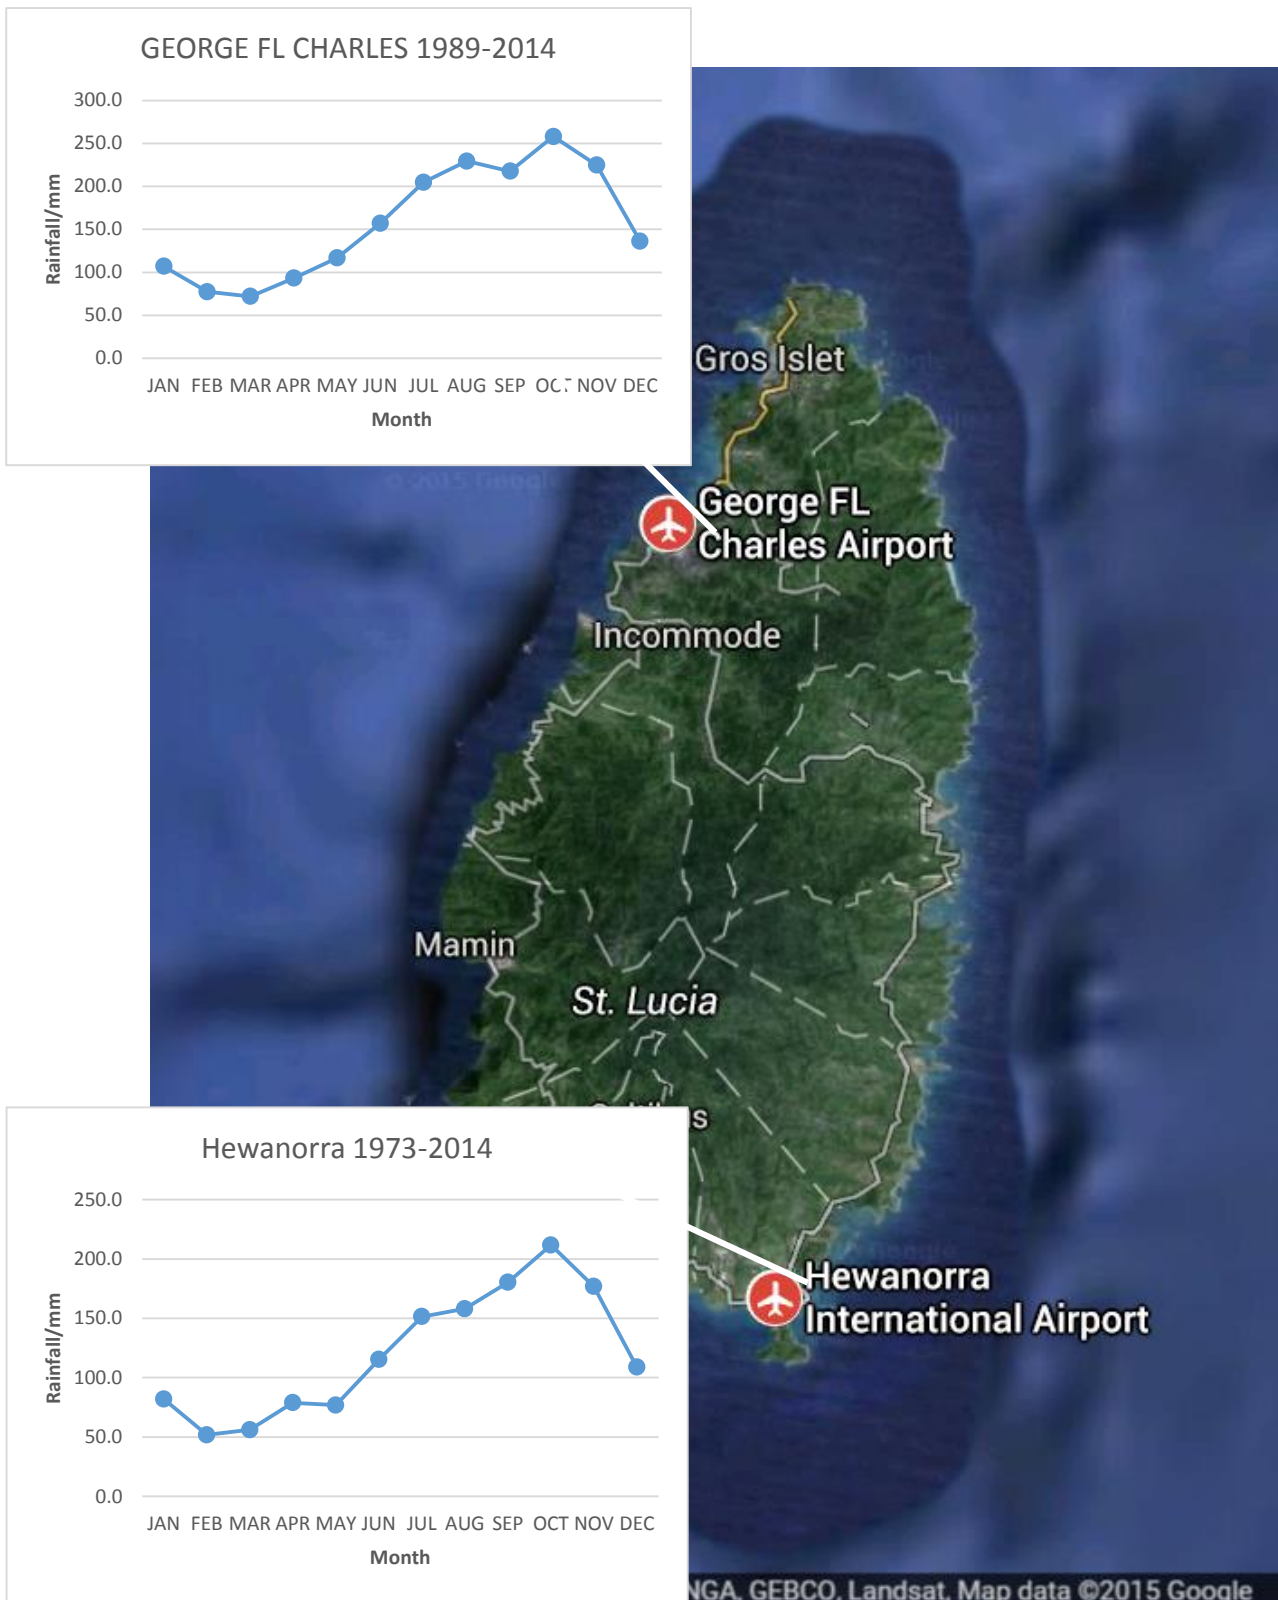 GEORGE FL CHARLES 1989-2014
300.0
250.0
200.0
150.0
100.0
50.0
0.0
Rainfall/mm
JAN FEB MAR APR MAY JUN JUL AUG SEP OCT NOV DEC
Month
Gros Islet
© 2015 Google
George FL
Charles Airport
Incommode
Mamin
St. Lucia
Hewanorra 1973-2014
250.0
200.0
150.0
100.0
50.0
0.0
Rainfall/mm
JAN FEB MAR APR MAY JUN JUL AUG SEP OCT NOV DEC
Month
Hewanorra
International Airport
NGA, GEBCO, Landsat, Map data ©2015 Google